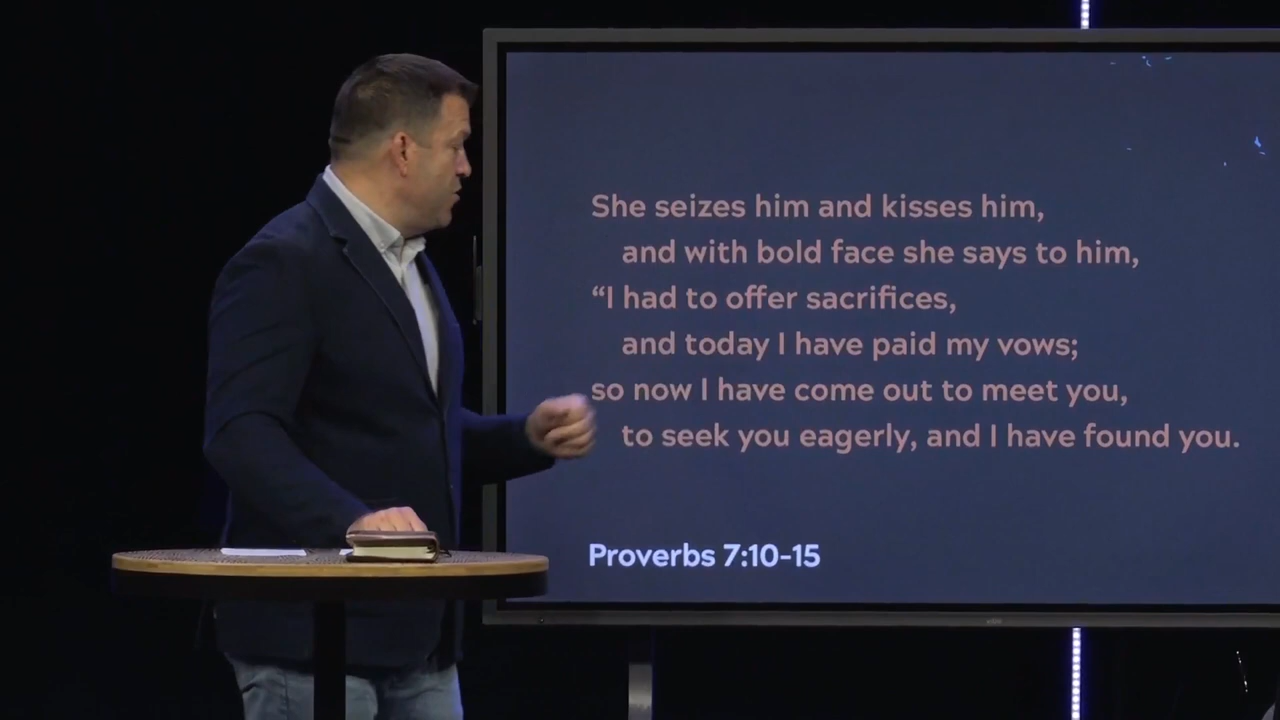 She seizes him and kisses him,
and with bold face she says to him,
“I had to offer sacrifices,
and today I have paid my vows;
so now I have come out to meet you,
to seek you eagerly, and I have found you.
Proverbs 7:10-15